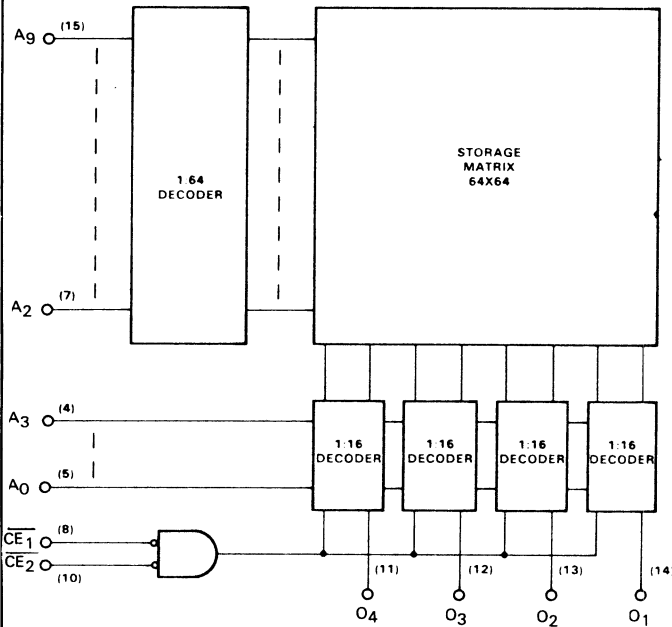 A9 (15)
1.64
DECODER
STORAGE
MATRIX
64X64
A2 (7)
A3 (4)
A0 (5)
1:16
DECODER
1:16
DECODER
1:16
DECODER
1:16
DECODER
CE1 (8)
CE2 (10)
(11)
(12)
(13)
(14
O4
O3
O2
O1